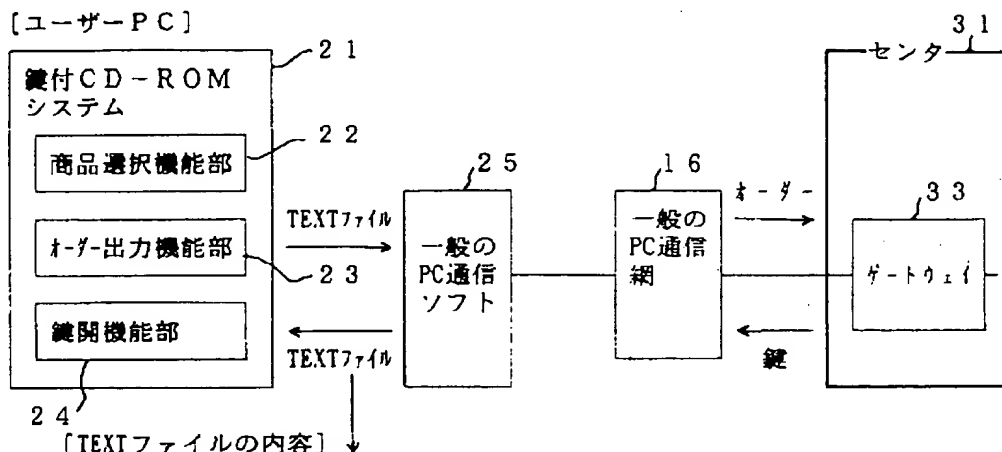 [ユーザーPC]
21
鍵付CD-ROM
システム
22
商品選択機能部
オーダー出力機能部
23
鍵開機能部
24
TEXTファイル
TEXTファイル
25
一般の
PC通信
ソフト
16
一般の
PC通信
網
オーダー
鍵
31
センタ
33
ゲートウェイ
[TEXTファイルの内容]